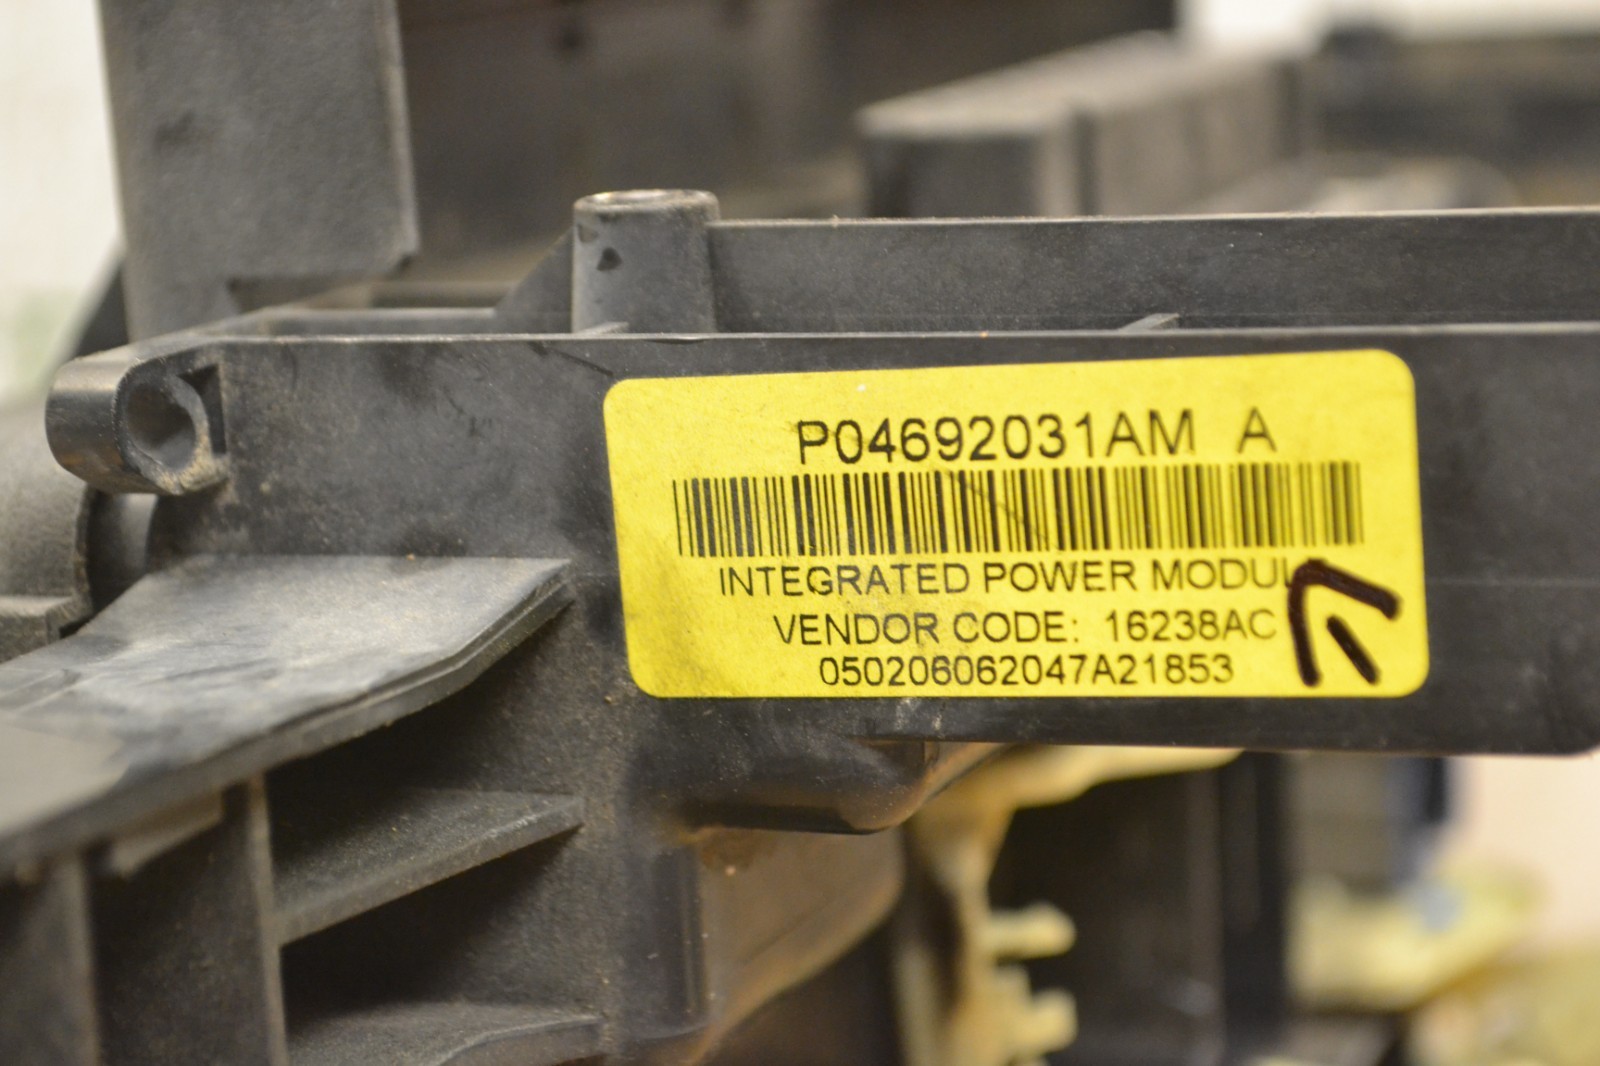 P04692031AM A
INTEGRATED POWER MODUL
VENDOR CODE: 16238AC
050206062047A21853